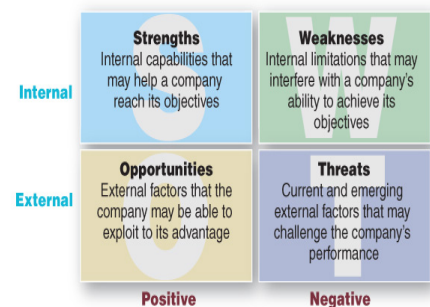 Strengths
Internal capabilities that
may help a company
reach its objectives
Weaknesses
Internal limitations that may
interfere with a company's
ability to achieve its
objectives
Internal
Opportunities
External factors that the
company may be able to
exploit to its advantage
Threats
Current and emerging
external factors that may
challenge the company's
performance
External
Positive
Negative
S
W
O
T